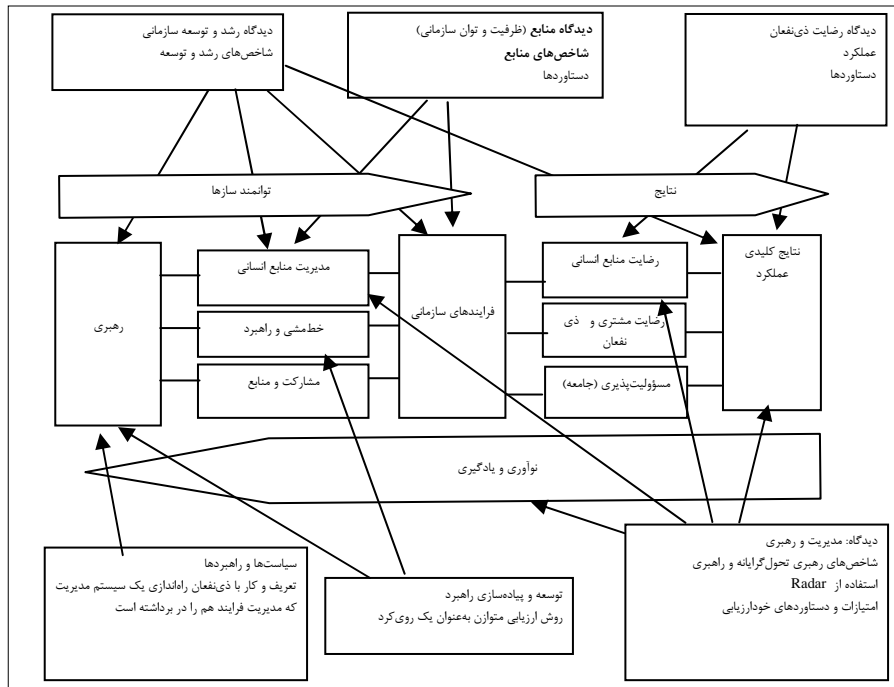 دیدگاه رشد و توسعه سازمانی
شاخص‌های رشد و توسعه
دیدگاه منابع (ظرفیت و توان سازمانی)
شاخص‌های منابع
دستاوردها
دیدگاه رضایت ذی‌نفعان
عملکرد
دستاوردها
توانمند سازها
نتایج
رهبری
مدیریت منابع انسانی
خط‌مشی و راهبرد
مشارکت و منابع
فرایندهای سازمانی
رضایت منابع انسانی
رضایت مشتری و ذی
نفعان
مسؤولیت‌پذیری (جامعه)
نتایج کلیدی
عملکرد
نوآوری و یادگیری
سیاست‌ها و راهبردها
تعریف و کار با ذی‌نفعان راه‌اندازی یک سیستم مدیریت
که مدیریت فرایند هم را در برداشته است
توسعه و پیاده‌سازی راهبرد
روش ارزیابی متوازن به‌عنوان یک روی‌کرد
دیدگاه: مدیریت و رهبری
شاخص‌های رهبری تحول‌گرایانه و راهبری
استفاده از Radar
امتیازات و دستاوردهای خودارزیابی